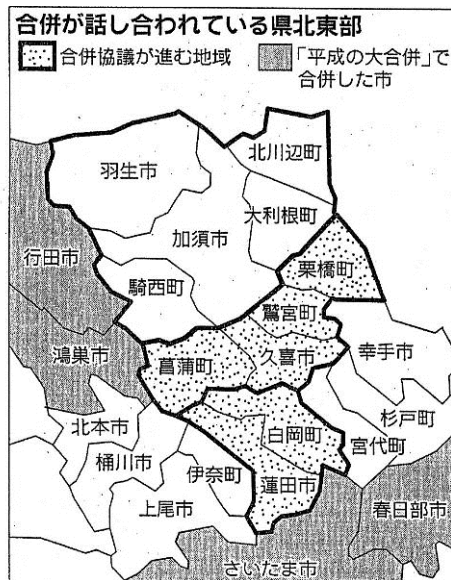 合併が話し合われている県北東部
合併協議が進む地域
「平成の大合併」で
合併した市
北川辺町
羽生市
大利根町
加須市
行田市
栗橋町
騎西町
鷲宮町
鴻巣市
菖蒲町
久喜市
幸手市
杉戸町
北本市
白岡町
宮代町
桶川市
伊奈町
蓮田市
上尾市
春日部市
さいたま市